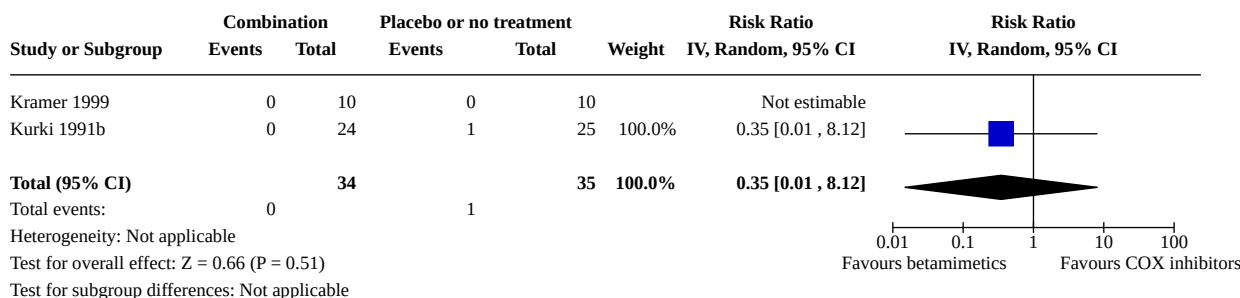 Combination Placebo or no treatment Risk Ratio Risk Ratio
Study or Subgroup Events Total Events Total Weight IV, Random, 95% CI IV, Random, 95% CI
Kramer 1999 0 10 0 10 Not estimable
Kurki 1991b 0 24 1 25 100.0% 0.35 [0.01 , 8.12]
Total (95% CI) 34 35 100.0% 0.35 [0.01 , 8.12]
Total events: 0 1
Heterogeneity: Not applicable
0.01 0.1 1 10 100
Test for overall effect: Z = 0.66 (P = 0.51) Favours betamimetics Favours COX inhibitors
Test for subgroup differences: Not applicable